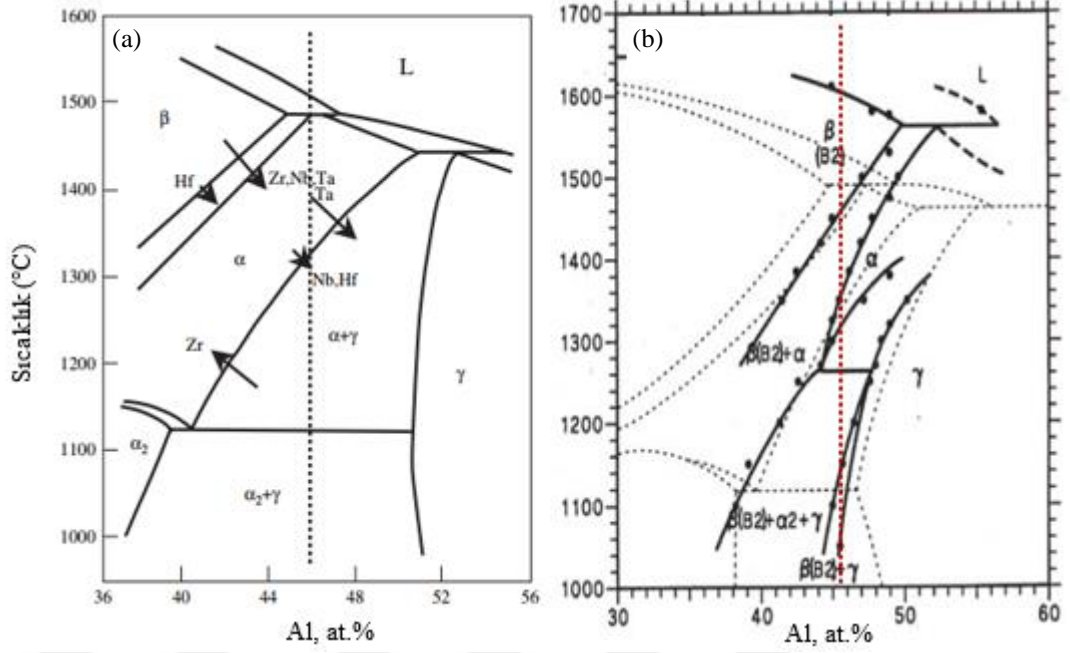 (a)
L
β
Hf
Zr,Nb,Ta
Ta
α
Nb,Hf
Zr
α+γ
γ
α2
α2+γ
1600
1500
1400
1300
1200
1100
1000
36
40
44
48
52
56
Sıcaklık (°C)
Al, at.%
(b)
L
β
(B2)
α
β(B2)+α
γ
β(B2)+α2+γ
β(B2)+γ
1700
1600
1500
1400
1300
1200
1100
1000
30
40
50
60
Al, at.%